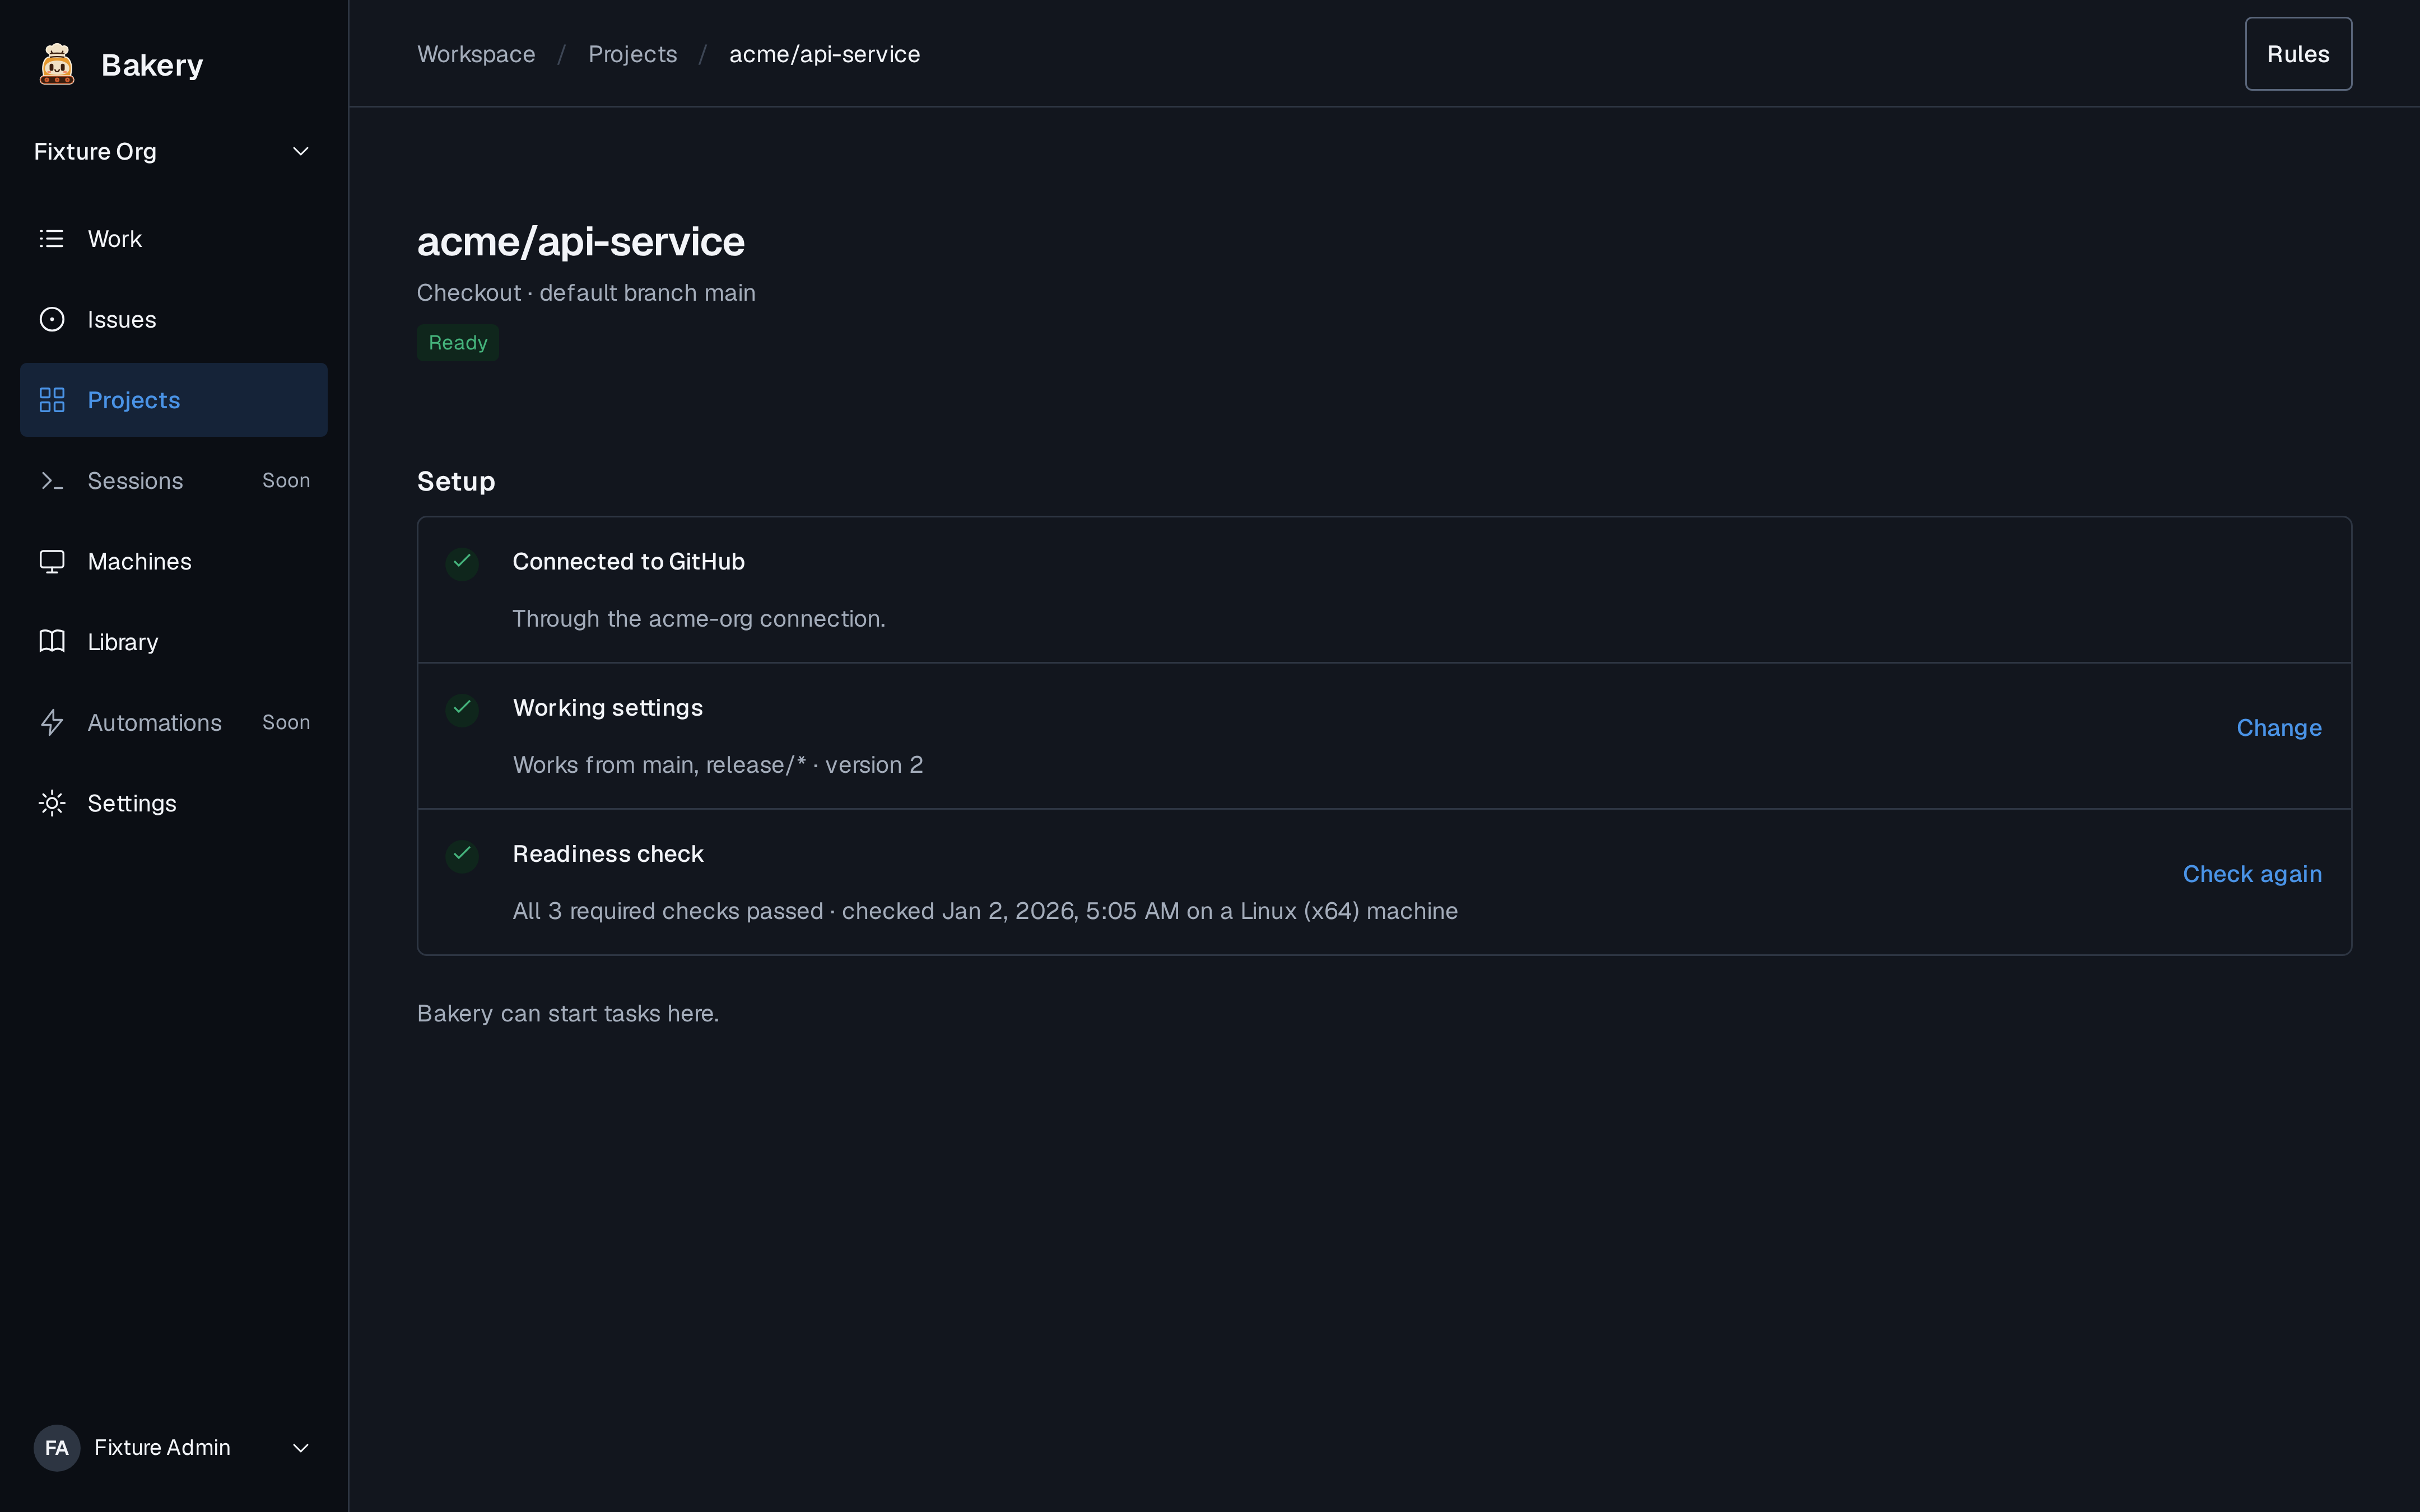 Bakery
Fixture Org
Work
Issues
Projects
Sessions Soon
Machines
Library
Automations Soon
Settings
FA Fixture Admin
Workspace / Projects / acme/api-service
Rules
acme/api-service
Checkout · default branch main
Ready
Setup
Connected to GitHub
Through the acme-org connection.
Working settings
Works from main, release/* · version 2
Change
Readiness check
All 3 required checks passed · checked Jan 2, 2026, 5:05 AM on a Linux (x64) machine
Check again
Bakery can start tasks here.